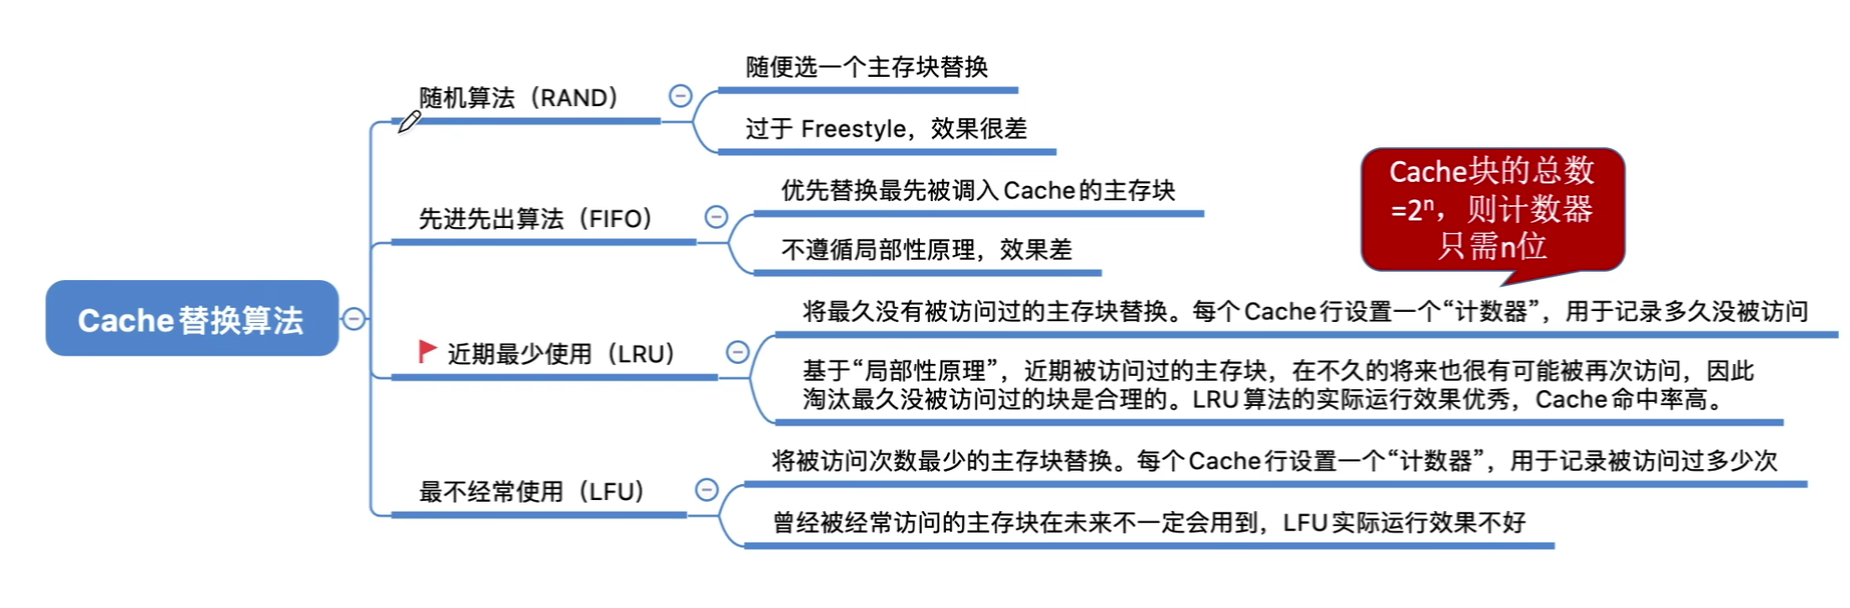 Cache替换算法
随机算法（RAND）
随便选一个主存块替换
过于 Freestyle，效果很差
先进先出算法（FIFO）
优先替换最先被调入Cache的主存块
不遵循局部性原理，效果差
Cache块的总数
=2ⁿ，则计数器
只需n位
近期最少使用（LRU）
将最久没有被访问过的主存块替换。每个Cache行设置一个“计数器”，用于记录多久没被访问
基于“局部性原理”，近期被访问过的主存块，在不久的将来也很有可能被再次访问，因此
淘汰最久没被访问过的块是合理的。LRU算法的实际运行效果优秀，Cache命中率高。
最不经常使用（LFU）
将被访问次数最少的主存块替换。每个Cache行设置一个“计数器”，用于记录被访问过多少次
曾经被经常访问的主存块在未来不一定会用到，LFU实际运行效果不好